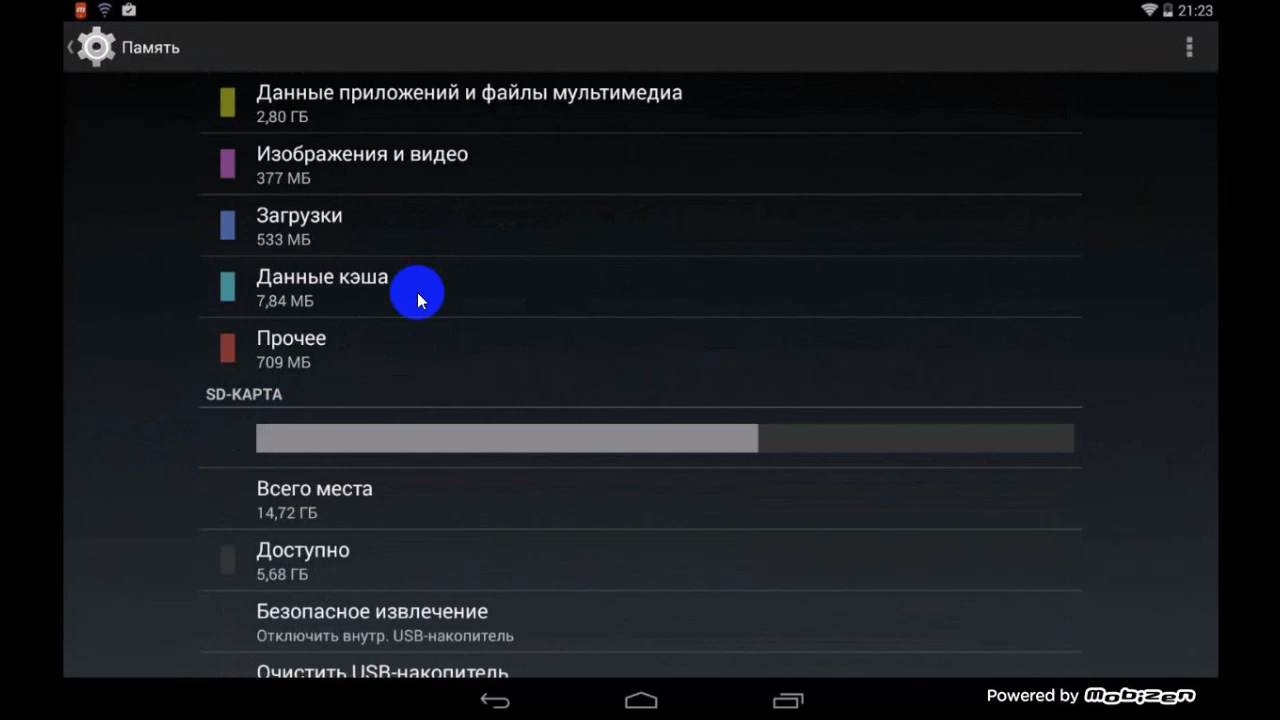 21:23
Память
Данные приложений и файлы мультимедиа
2,80 ГБ
Изображения и видео
377 МБ
Загрузки
533 МБ
Данные кэша
7,84 МБ
Прочее
709 МБ
SD-КАРТА
Всего места
14,72 ГБ
Доступно
5,68 ГБ
Безопасное извлечение
Отключить внутр. USB-накопитель
Очистить USB-накопитель
Powered by Mobizen